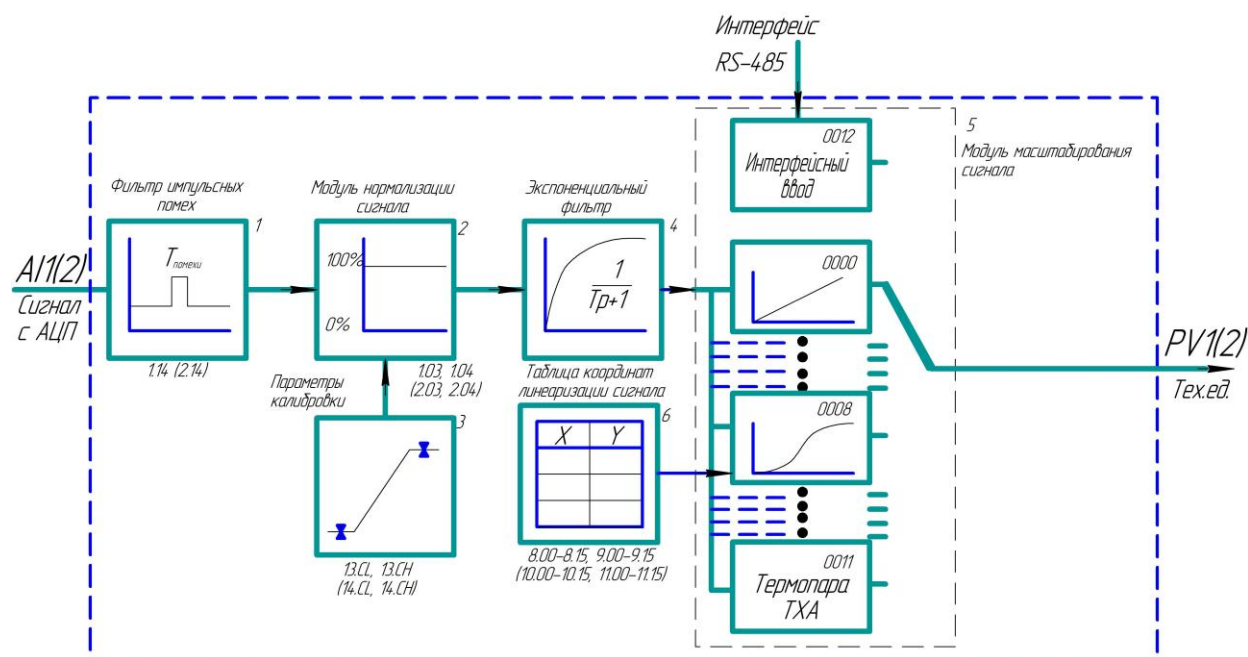 Интерфейс
RS-485
0012
Интерфейсный
ввод
5
Модуль масштабирования
сигнала
Фильтр импульсных
помех
1
Tпомехи
1.14 (2.14)
AI1(2)
Сигнал
с АЦП
Модуль нормализации
сигнала
2
100%
0%
1.03, 1.04
(2.03, 2.04)
Параметры
калибровки
3
13.CL, 13.CH
(14.CL, 14.CH)
Экспоненциальный
фильтр
4
1
Tp+1
Таблица координат
линеаризации сигнала
6
X Y
8.00-8.15, 9.00-9.15
(10.00-10.15, 11.00-11.15)
0000
0008
0011
Термопара
ТХА
PV1(2)
Тех.ед.